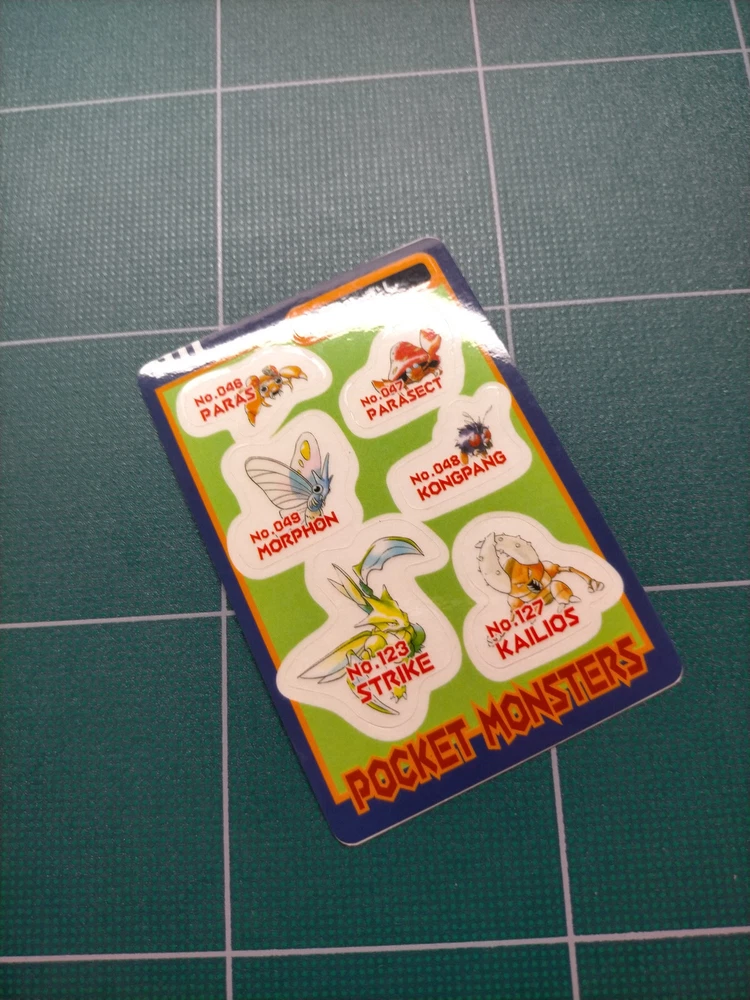 No.046
PARAS
No.047
PARASECT
No.048
KONGPANG
No.049
MORPHON
No.123
STRIKE
No.127
KAILIOS
POCKET MONSTERS